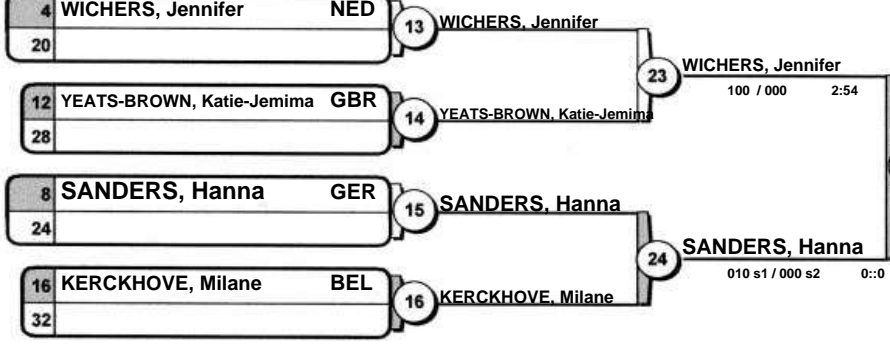 4 WICHERS, Jennifer NED
20
13 WICHERS, Jennifer
12 YEATS-BROWN, Katie-Jemima GBR
28
14 YEATS-BROWN, Katie-Jemima
23 WICHERS, Jennifer
100 / 000 2:54
8 SANDERS, Hanna GER
24
15 SANDERS, Hanna
16 KERCKHOVE, Milane BEL
32
16 KERCKHOVE, Milane
24 SANDERS, Hanna
010 s1 / 000 s2 0::0